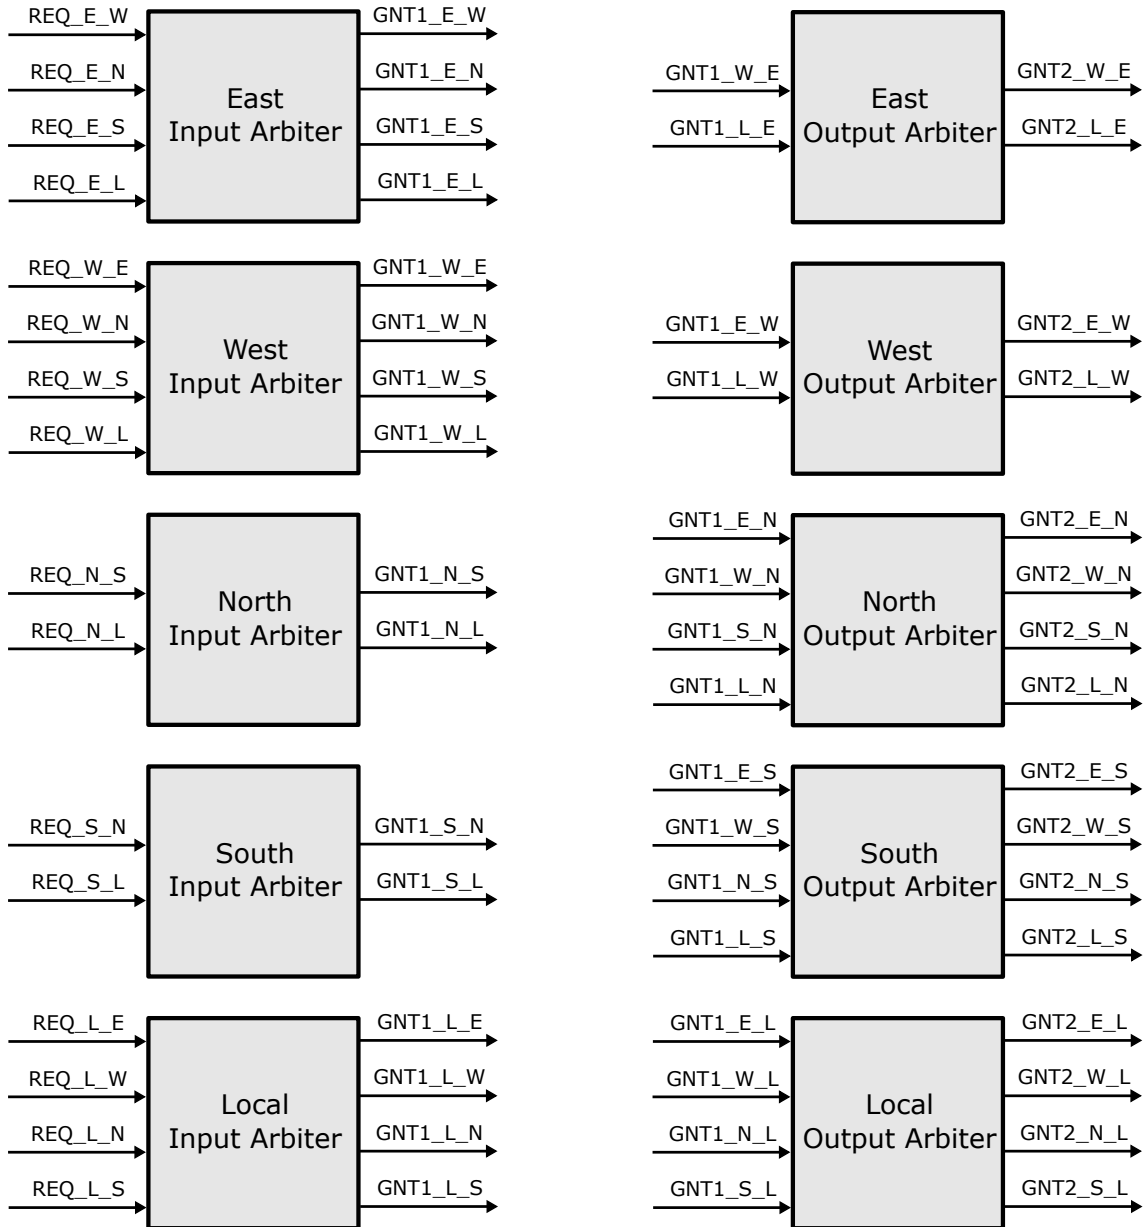 REQ_E_W
REQ_E_N
REQ_E_S
REQ_E_L
East
Input Arbiter
GNT1_E_W
GNT1_E_N
GNT1_E_S
GNT1_E_L
GNT1_W_E
GNT1_L_E
East
Output Arbiter
GNT2_W_E
GNT2_L_E
REQ_W_E
REQ_W_N
REQ_W_S
REQ_W_L
West
Input Arbiter
GNT1_W_E
GNT1_W_N
GNT1_W_S
GNT1_W_L
GNT1_E_W
GNT1_L_W
West
Output Arbiter
GNT2_E_W
GNT2_L_W
REQ_N_S
REQ_N_L
North
Input Arbiter
GNT1_N_S
GNT1_N_L
GNT1_E_N
GNT1_W_N
GNT1_S_N
GNT1_L_N
North
Output Arbiter
GNT2_E_N
GNT2_W_N
GNT2_S_N
GNT2_L_N
REQ_S_N
REQ_S_L
South
Input Arbiter
GNT1_S_N
GNT1_S_L
GNT1_E_S
GNT1_W_S
GNT1_N_S
GNT1_L_S
South
Output Arbiter
GNT2_E_S
GNT2_W_S
GNT2_N_S
GNT2_L_S
REQ_L_E
REQ_L_W
REQ_L_N
REQ_L_S
Local
Input Arbiter
GNT1_L_E
GNT1_L_W
GNT1_L_N
GNT1_L_S
GNT1_E_L
GNT1_W_L
GNT1_N_L
GNT1_S_L
Local
Output Arbiter
GNT2_E_L
GNT2_W_L
GNT2_N_L
GNT2_S_L